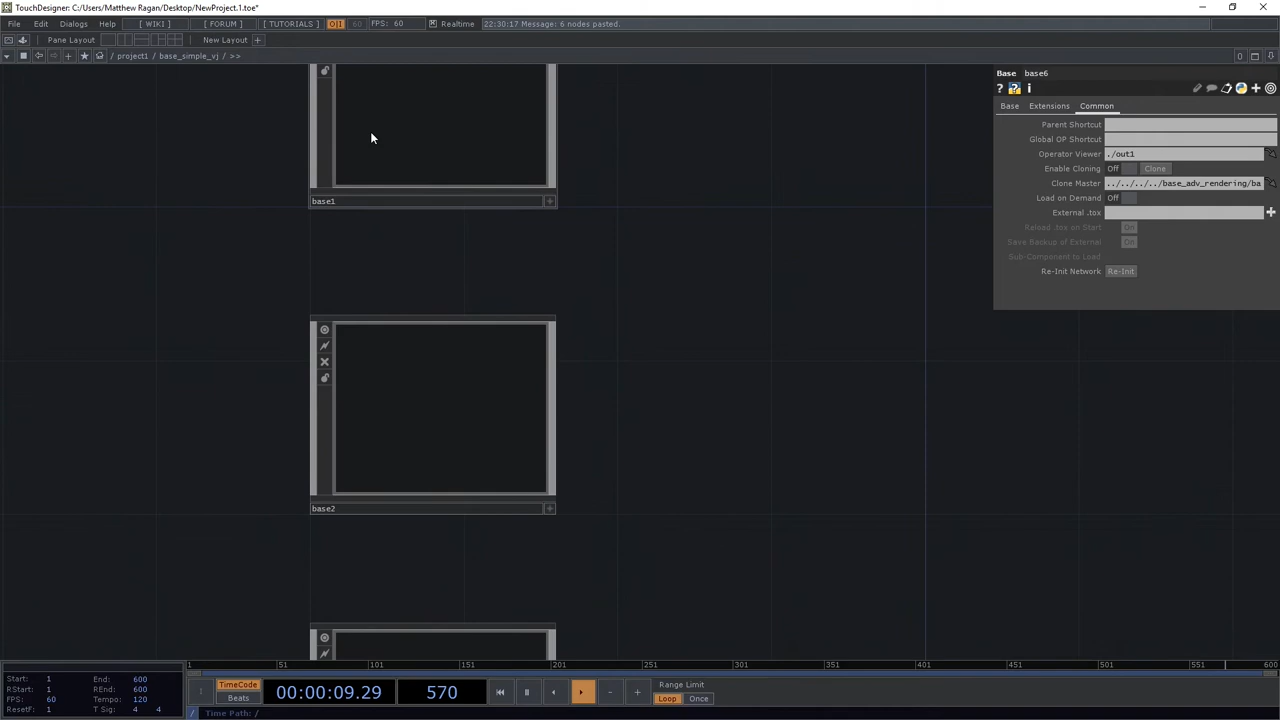 TouchDesigner: C:/Users/Matthew Ragan/Desktop/NewProject.1.toe*
File Edit Dialogs Help [ WIKI ] [ FORUM ] [ TUTORIALS ] O|I 60 FPS: 60 Realtime 22:30:17 Message: 6 nodes pasted.
Pane Layout New Layout +
/ project1 / base_simple_vj / >> 0
Base base6
? ? i
Base Extensions Common
Parent Shortcut
Global OP Shortcut
Operator Viewer ./out1
Enable Cloning Off Clone
Clone Master ../../../../base_adv_rendering/ba
Load on Demand Off
External .tox
Reload .tox on Start On
Save Backup of External On
Sub-Component to Load
Re-Init Network Re-Init
base1
base2
1 51 101 151 201 251 301 351 401 451 501 551 600
Start: 1 End: 600
RStart: 1 REnd: 600
FPS: 60 Tempo: 120
ResetF: 1 T Sig: 4 4
TimeCode
Beats
00:00:09.29 570
Range Limit
Loop Once
/ Time Path: /